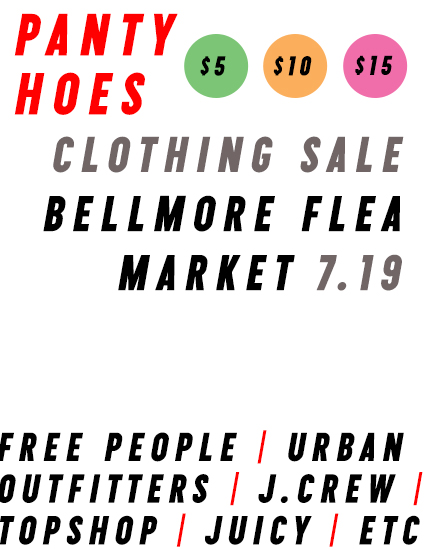 PANTY
HOES
$5 $10 $15
CLOTHING SALE
BELLMORE FLEA
MARKET 7.19
FREE PEOPLE | URBAN
OUTFITTERS | J.CREW |
TOPSHOP | JUICY | ETC